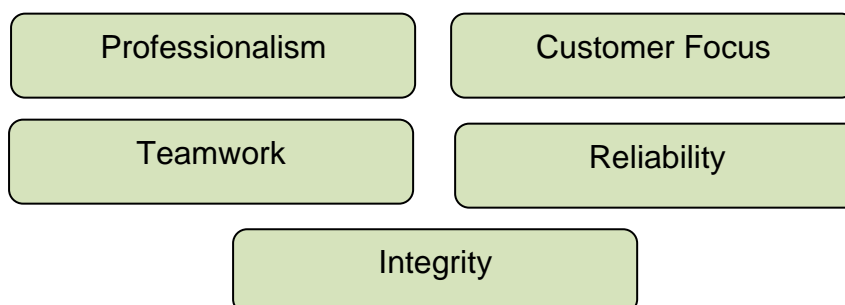 Professionalism
Customer Focus
Teamwork
Reliability
Integrity